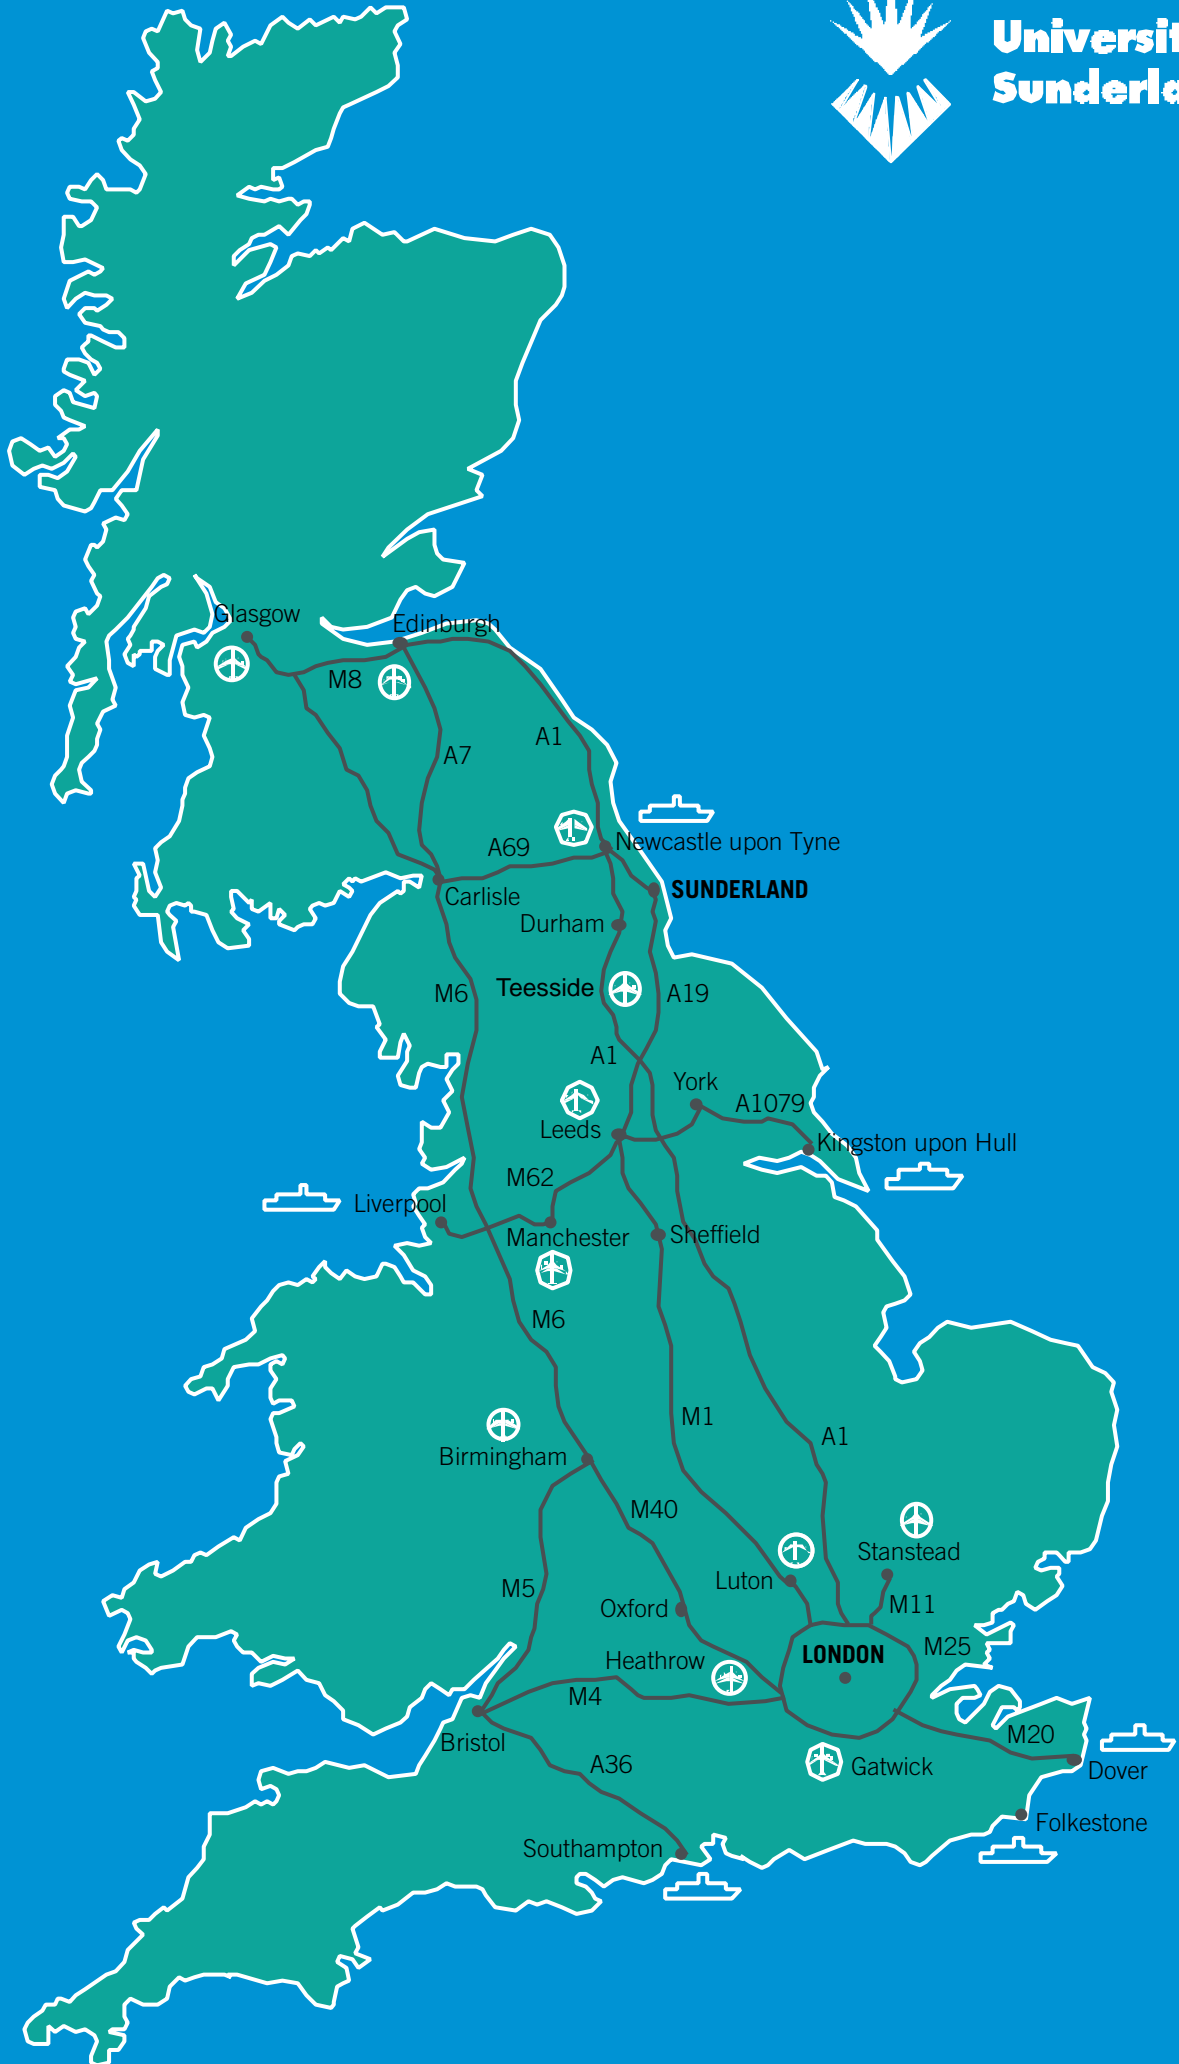 Universit
Sunderla
Glasgow
Edinburgh
M8
A7
A1
A69
Newcastle upon Tyne
Carlisle
SUNDERLAND
Durham
M6
Teesside
A19
A1
York
A1079
Leeds
Kingston upon Hull
M62
Liverpool
Manchester
Sheffield
M6
M1
A1
Birmingham
M40
Stanstead
Luton
M5
Oxford
M11
M25
LONDON
Heathrow
M4
Bristol
M20
A36
Gatwick
Dover
Folkestone
Southampton